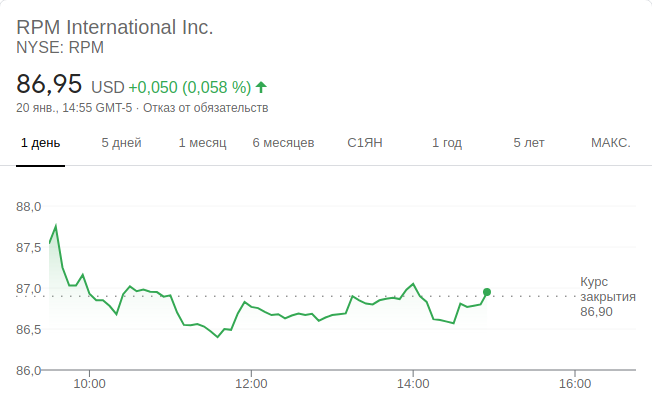 RPM International Inc.
NYSE: RPM
86,95 USD +0,050 (0,058 %)
20 янв., 14:55 GMT-5 · Отказ от обязательств
1 день 5 дней 1 месяц 6 месяцев С1ЯН 1 год 5 лет МАКС.
88,0
87,5
87,0
86,5
86,0
Курс
закрытия
86,90
10:00 12:00 14:00 16:00